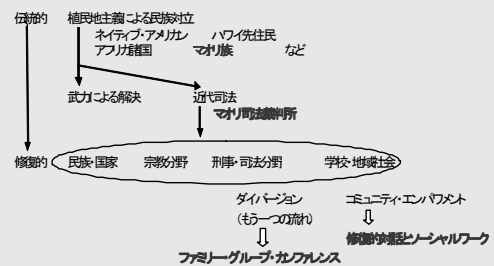 伝統的 植民地主義による民族対立
ネイティブ・アメリカン ハワイ先住民
アフリカ諸国 マオリ族 など
武力による解決 近代司法
マオリ司法裁判所
修復的 民族・国家 宗教分野 刑事・司法分野 学校・地域社会
ダイバージョン コミュニティ・エンパワメント
(もう一つの流れ)
修復的対話とソーシャルワーク
ファミリー・グループ・カンファレンス